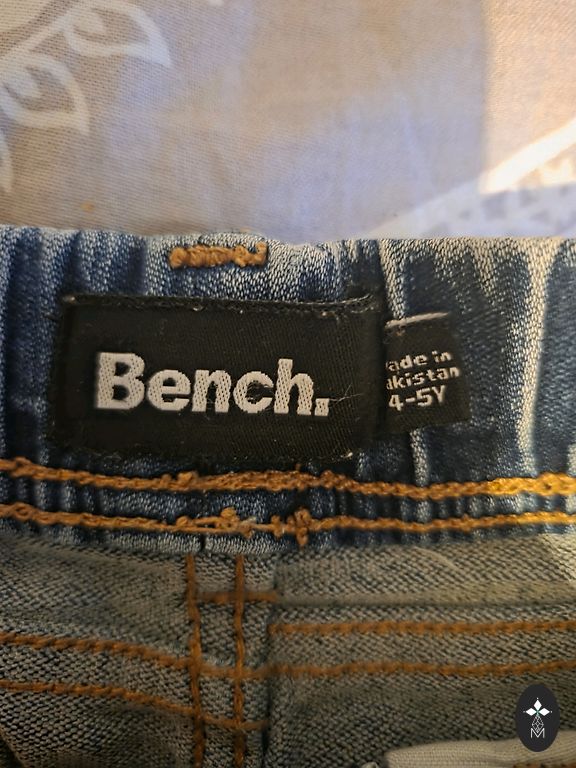 Bench.
ade in
akistan
4-5Y